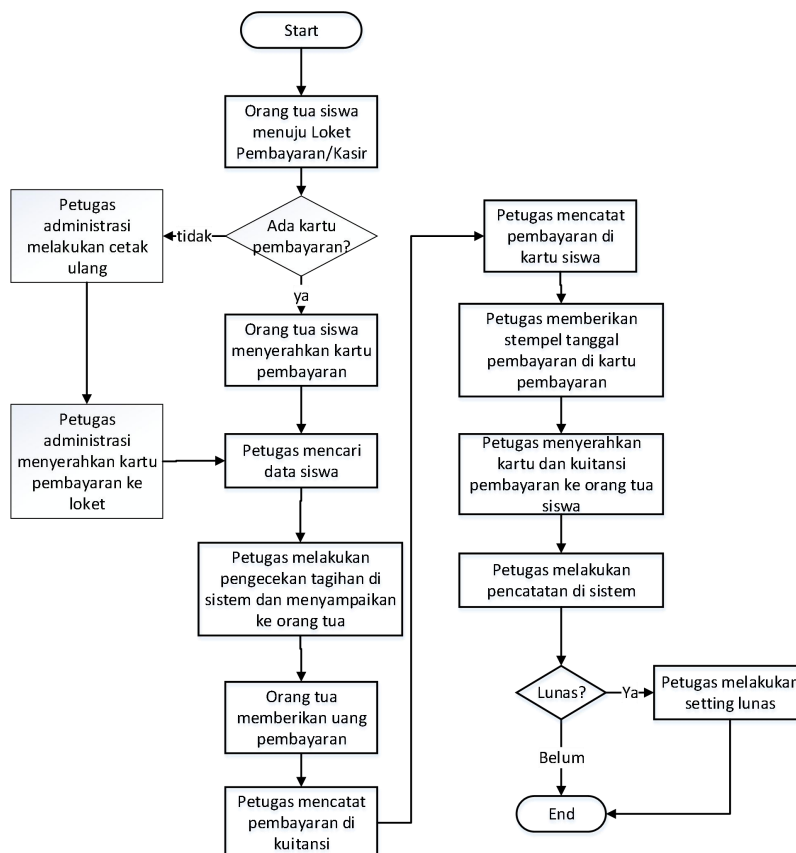 Start
Orang tua siswa
menuju Loket
Pembayaran/Kasir
Ada kartu
pembayaran?
tidak
Petugas
administrasi
melakukan cetak
ulang
Petugas
administrasi
menyerahkan kartu
pembayaran ke
loket
ya
Orang tua siswa
menyerahkan kartu
pembayaran
Petugas mencari
data siswa
Petugas melakukan
pengecekan tagihan di
sistem dan menyampaikan
ke orang tua
Orang tua
memberikan uang
pembayaran
Petugas mencatat
pembayaran di
kuitansi
Petugas mencatat
pembayaran di
kartu siswa
Petugas memberikan
stempel tanggal
pembayaran di kartu
pembayaran
Petugas menyerahkan
kartu dan kuitansi
pembayaran ke orang tua
siswa
Petugas melakukan
pencatatan di sistem
Lunas?
Ya
Petugas melakukan
setting lunas
Belum
End